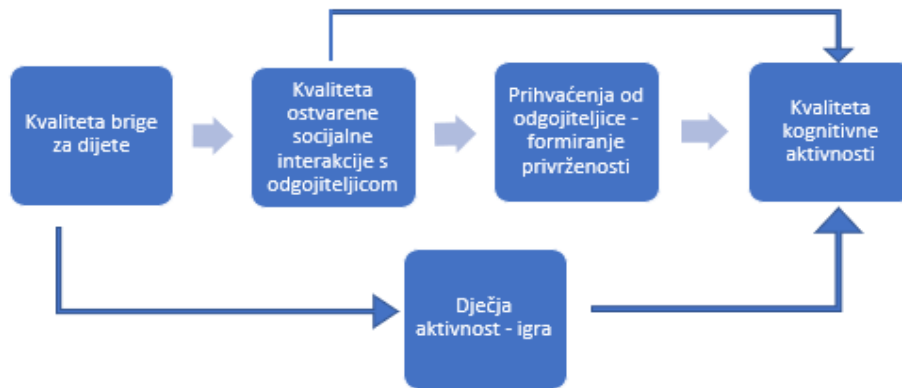 Kvaliteta brige
za dijete
Kvaliteta
ostvarene
socijalne
interakcije s
odgojiteljicom
Prihvaćenja od
odgojiteljice -
formiranje
privrženosti
Kvaliteta
kognitivne
aktivnosti
Dječja
aktivnost - igra